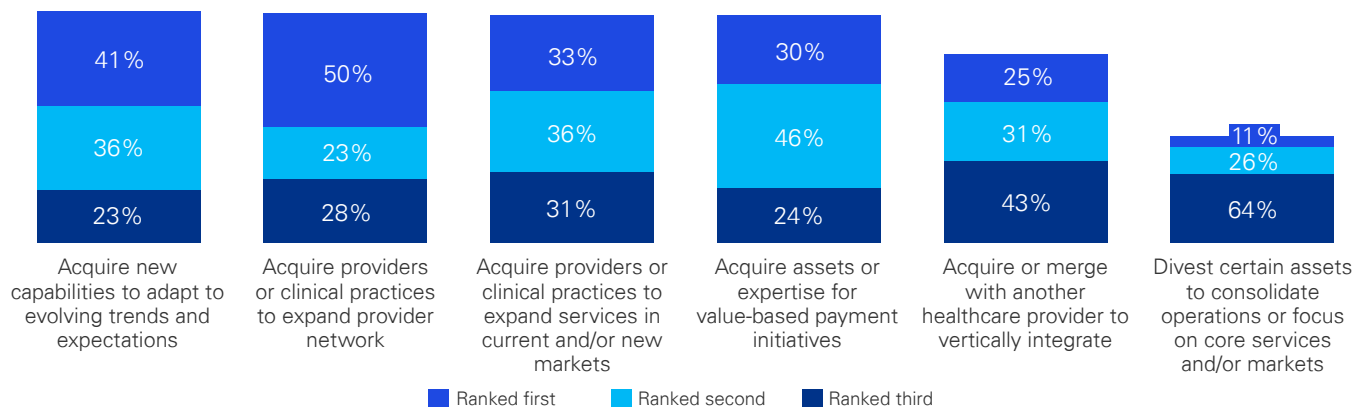 41%
36%
23%
Acquire new
capabilities to adapt to
evolving trends and
expectations
50%
23%
28%
Acquire providers
or clinical practices
to expand provider
network
33%
36%
31%
Acquire providers or
clinical practices to
expand services in
current and/or new
markets
30%
46%
24%
Acquire assets or
expertise for
value-based payment
initiatives
25%
31%
43%
Acquire or merge
with another
healthcare provider to
vertically integrate
11%
26%
64%
Divest certain assets
to consolidate
operations or focus
on core services
and/or markets
Ranked first
Ranked second
Ranked third